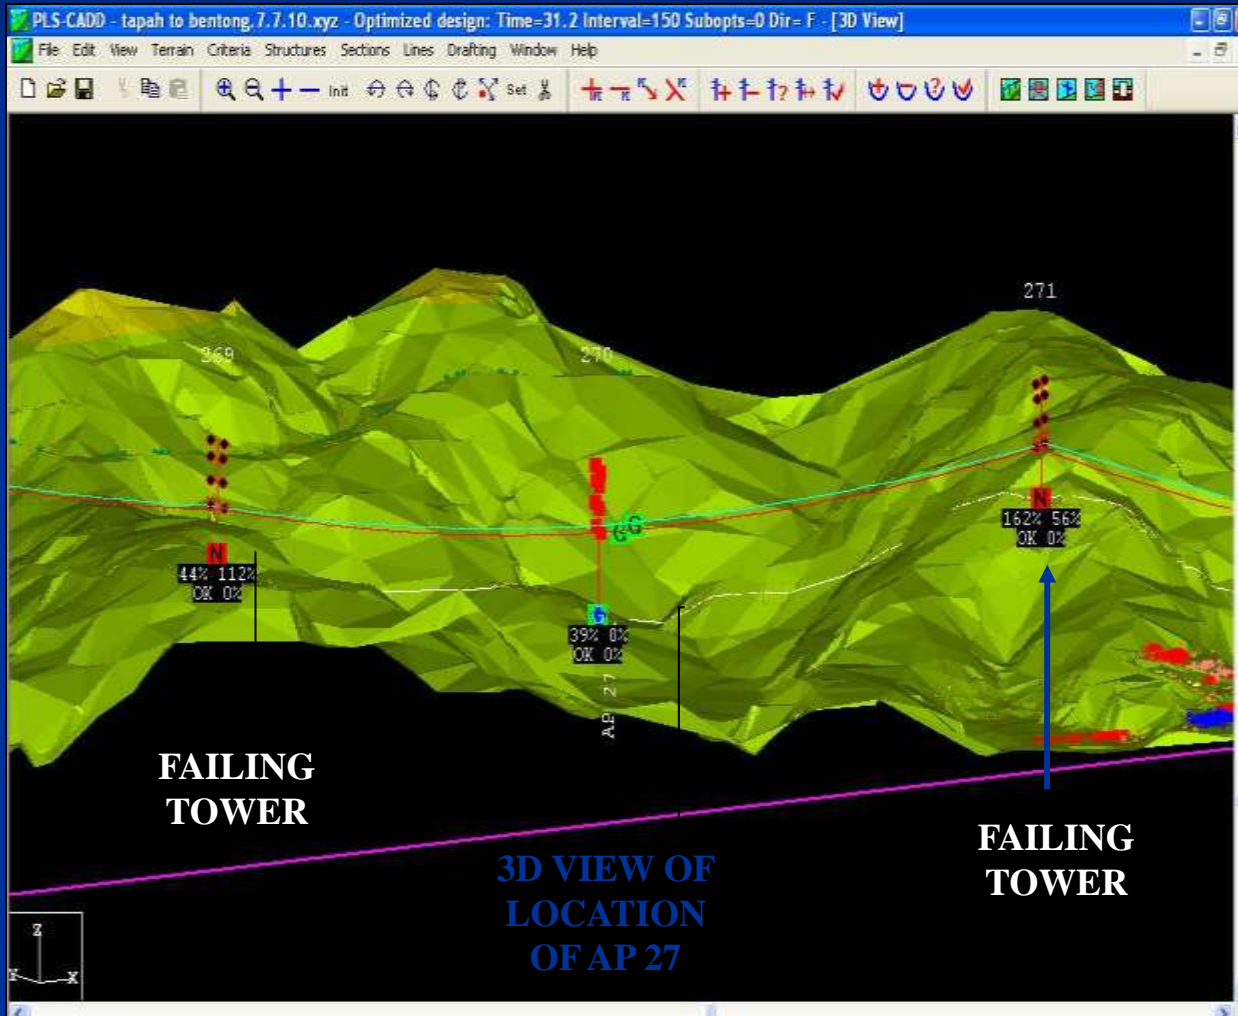 PLS-CADD - tapah to bentong.7.7.10.xyz - Optimized design: Time=31.2 Interval=150 Subopts=0 Dir= F - [3D View]
File Edit View Terrain Criteria Structures Sections Lines Drafting Window Help
Init Set
271
269
270
G G
N
162% 56%
OK 0%
N
44% 112%
OK 0%
G
39% 0%
OK 0%
AP 27
FAILING
TOWER
FAILING
TOWER
3D VIEW OF
LOCATION
OF AP 27
Z
Y X